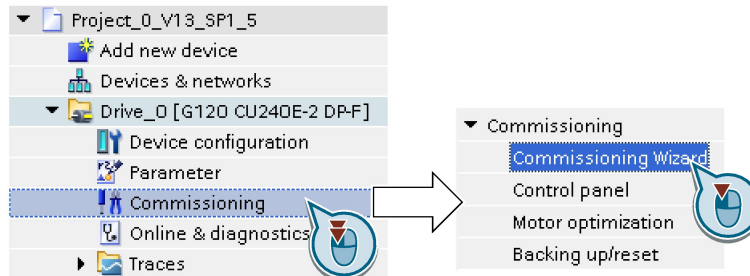 Project_0_V13_SP1_5
Add new device
Devices & networks
Drive_0 [G120 CU240E-2 DP-F]
Device configuration
Parameter
Commissioning
Online & diagnostics
Traces
Commissioning
Commissioning Wizard
Control panel
Motor optimization
Backing up/reset